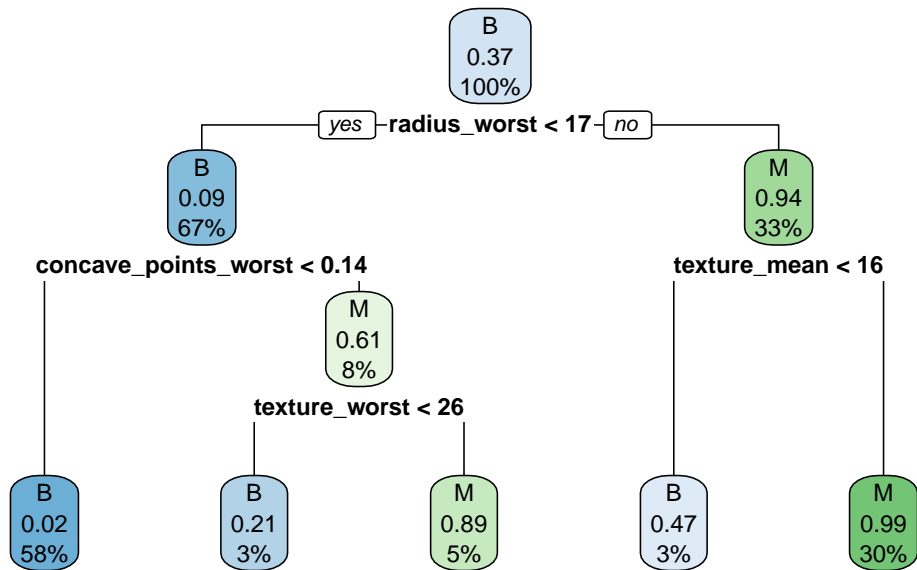 B
0.37
100%
yes radius_worst < 17 no
B
0.09
67%
M
0.94
33%
concave_points_worst < 0.14
texture_mean < 16
M
0.61
8%
texture_worst < 26
B
0.02
58%
B
0.21
3%
M
0.89
5%
B
0.47
3%
M
0.99
30%